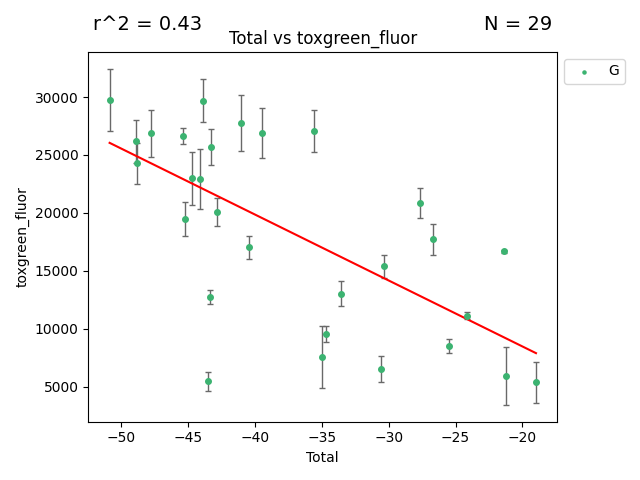 r^2 = 0.43
N = 29
Total vs toxgreen_fluor
G
30000
25000
20000
15000
10000
5000
toxgreen_fluor
−50
−45
−40
−35
−30
−25
−20
Total